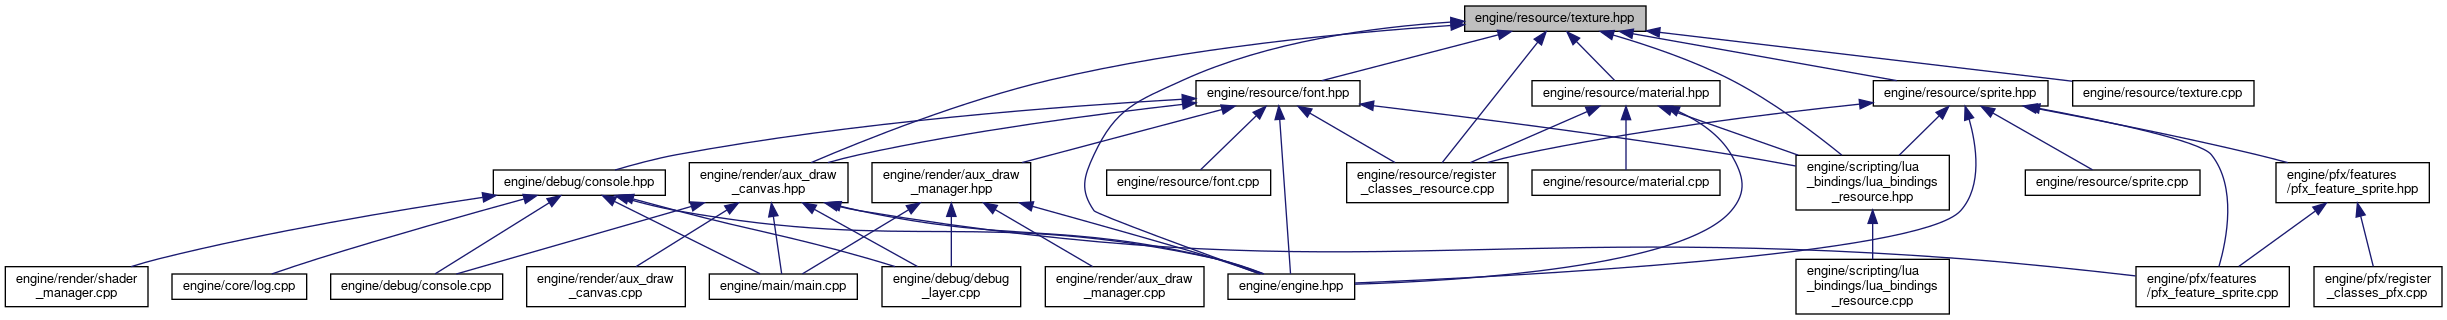 engine/resource/texture.hpp
engine/resource/font.hpp
engine/resource/material.hpp
engine/resource/sprite.hpp
engine/resource/texture.cpp
engine/debug/console.hpp
engine/render/aux_draw
_canvas.hpp
engine/render/aux_draw
_manager.hpp
engine/resource/font.cpp
engine/resource/register
_classes_resource.cpp
engine/resource/material.cpp
engine/scripting/lua
_bindings/lua_bindings
_resource.hpp
engine/resource/sprite.cpp
engine/pfx/features
/pfx_feature_sprite.hpp
engine/render/shader
_manager.cpp
engine/core/log.cpp
engine/debug/console.cpp
engine/render/aux_draw
_canvas.cpp
engine/main/main.cpp
engine/debug/debug
_layer.cpp
engine/render/aux_draw
_manager.cpp
engine/engine.hpp
engine/scripting/lua
_bindings/lua_bindings
_resource.cpp
engine/pfx/features
/pfx_feature_sprite.cpp
engine/pfx/register
_classes_pfx.cpp